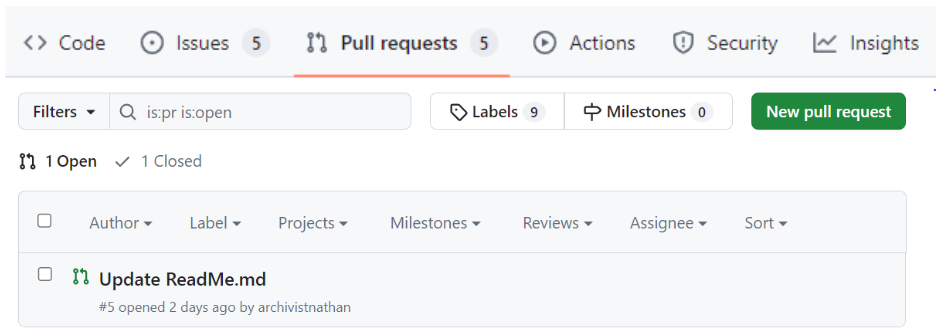 Code Issues 5 Pull requests 5 Actions Security Insights
Filters is:pr is:open Labels 9 Milestones 0 New pull request
1 Open 1 Closed
Author Label Projects Milestones Reviews Assignee Sort
Update ReadMe.md
#5 opened 2 days ago by archivistnathan